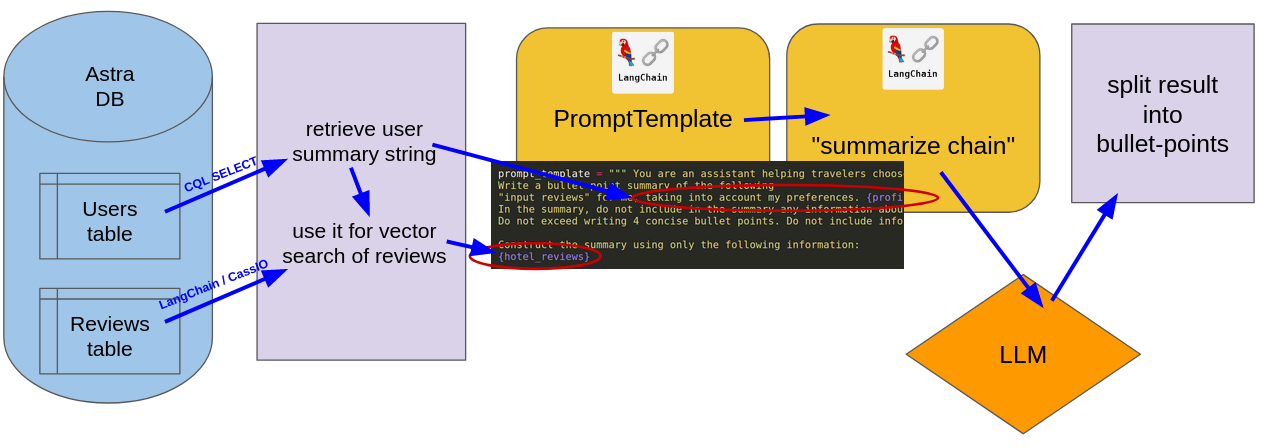 Astra
DB
Users
table
Reviews
table
CQL SELECT
LangChain / CassIO
retrieve user
summary string
use it for vector
search of reviews
LangChain
PromptTemplate
LangChain
"summarize chain"
prompt_template = """ You are an assistant helping travelers choos
Write a bullet-point summary of the following
"input reviews" for me, taking into account my preferences. {profi
In the summary, do not include in the summary any information abou
Do not exceed writing 4 concise bullet points. Do not include info
Construct the summary using only the following information:
{hotel_reviews}
LLM
split result
into
bullet-points